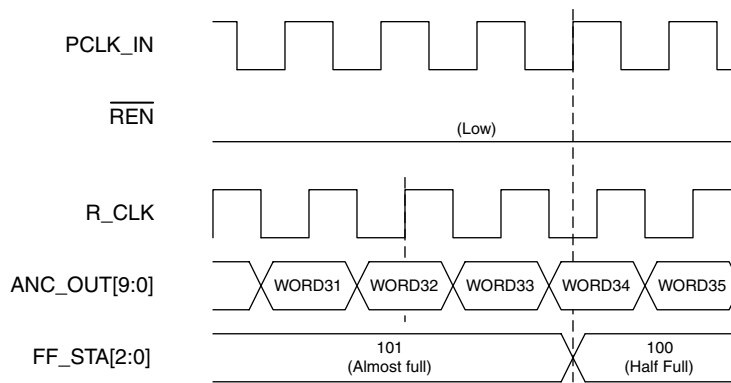 PCLK_IN
REN
(Low)
R_CLK
ANC_OUT[9:0]
WORD31 WORD32 WORD33 WORD34 WORD35
FF_STA[2:0]
101 100
(Almost full) (Half Full)